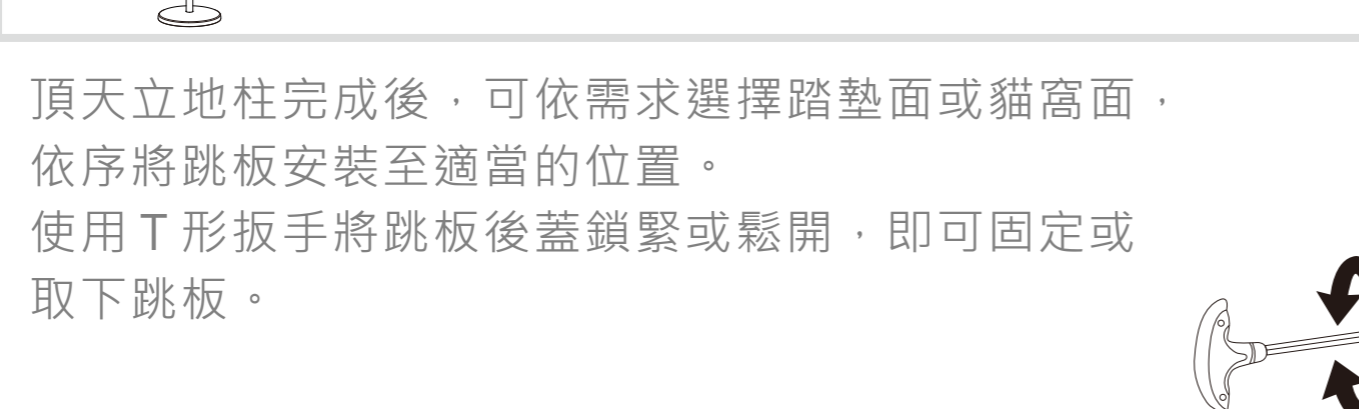 頂天立地柱完成後，可依需求選擇踏墊面或貓窩面，
依序將跳板安裝至適當的位置。
使用T形扳手將跳板後蓋鎖緊或鬆開，即可固定或
取下跳板。